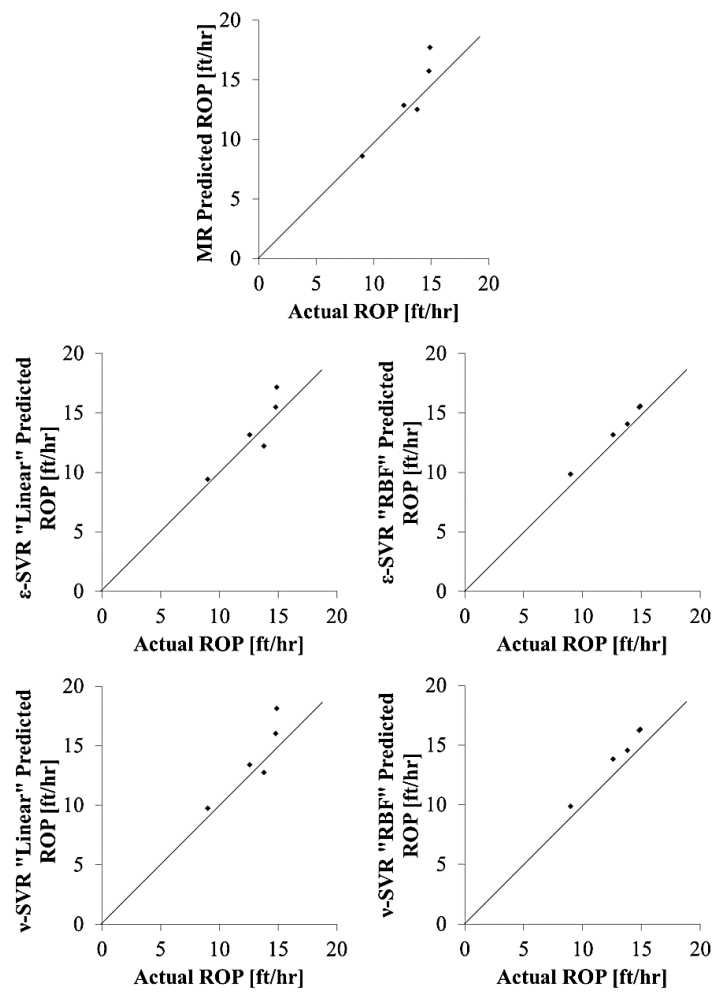 MR Predicted ROP [ft/hr]
20
15
10
5
0
0 5 10 15 20
Actual ROP [ft/hr]
ε-SVR "Linear" Predicted
ROP [ft/hr]
20
15
10
5
0
0 5 10 15 20
Actual ROP [ft/hr]
ε-SVR "RBF" Predicted
ROP [ft/hr]
20
15
10
5
0
0 5 10 15 20
Actual ROP [ft/hr]
ν-SVR "Linear" Predicted
ROP [ft/hr]
20
15
10
5
0
0 5 10 15 20
Actual ROP [ft/hr]
ν-SVR "RBF" Predicted
ROP [ft/hr]
20
15
10
5
0
0 5 10 15 20
Actual ROP [ft/hr]